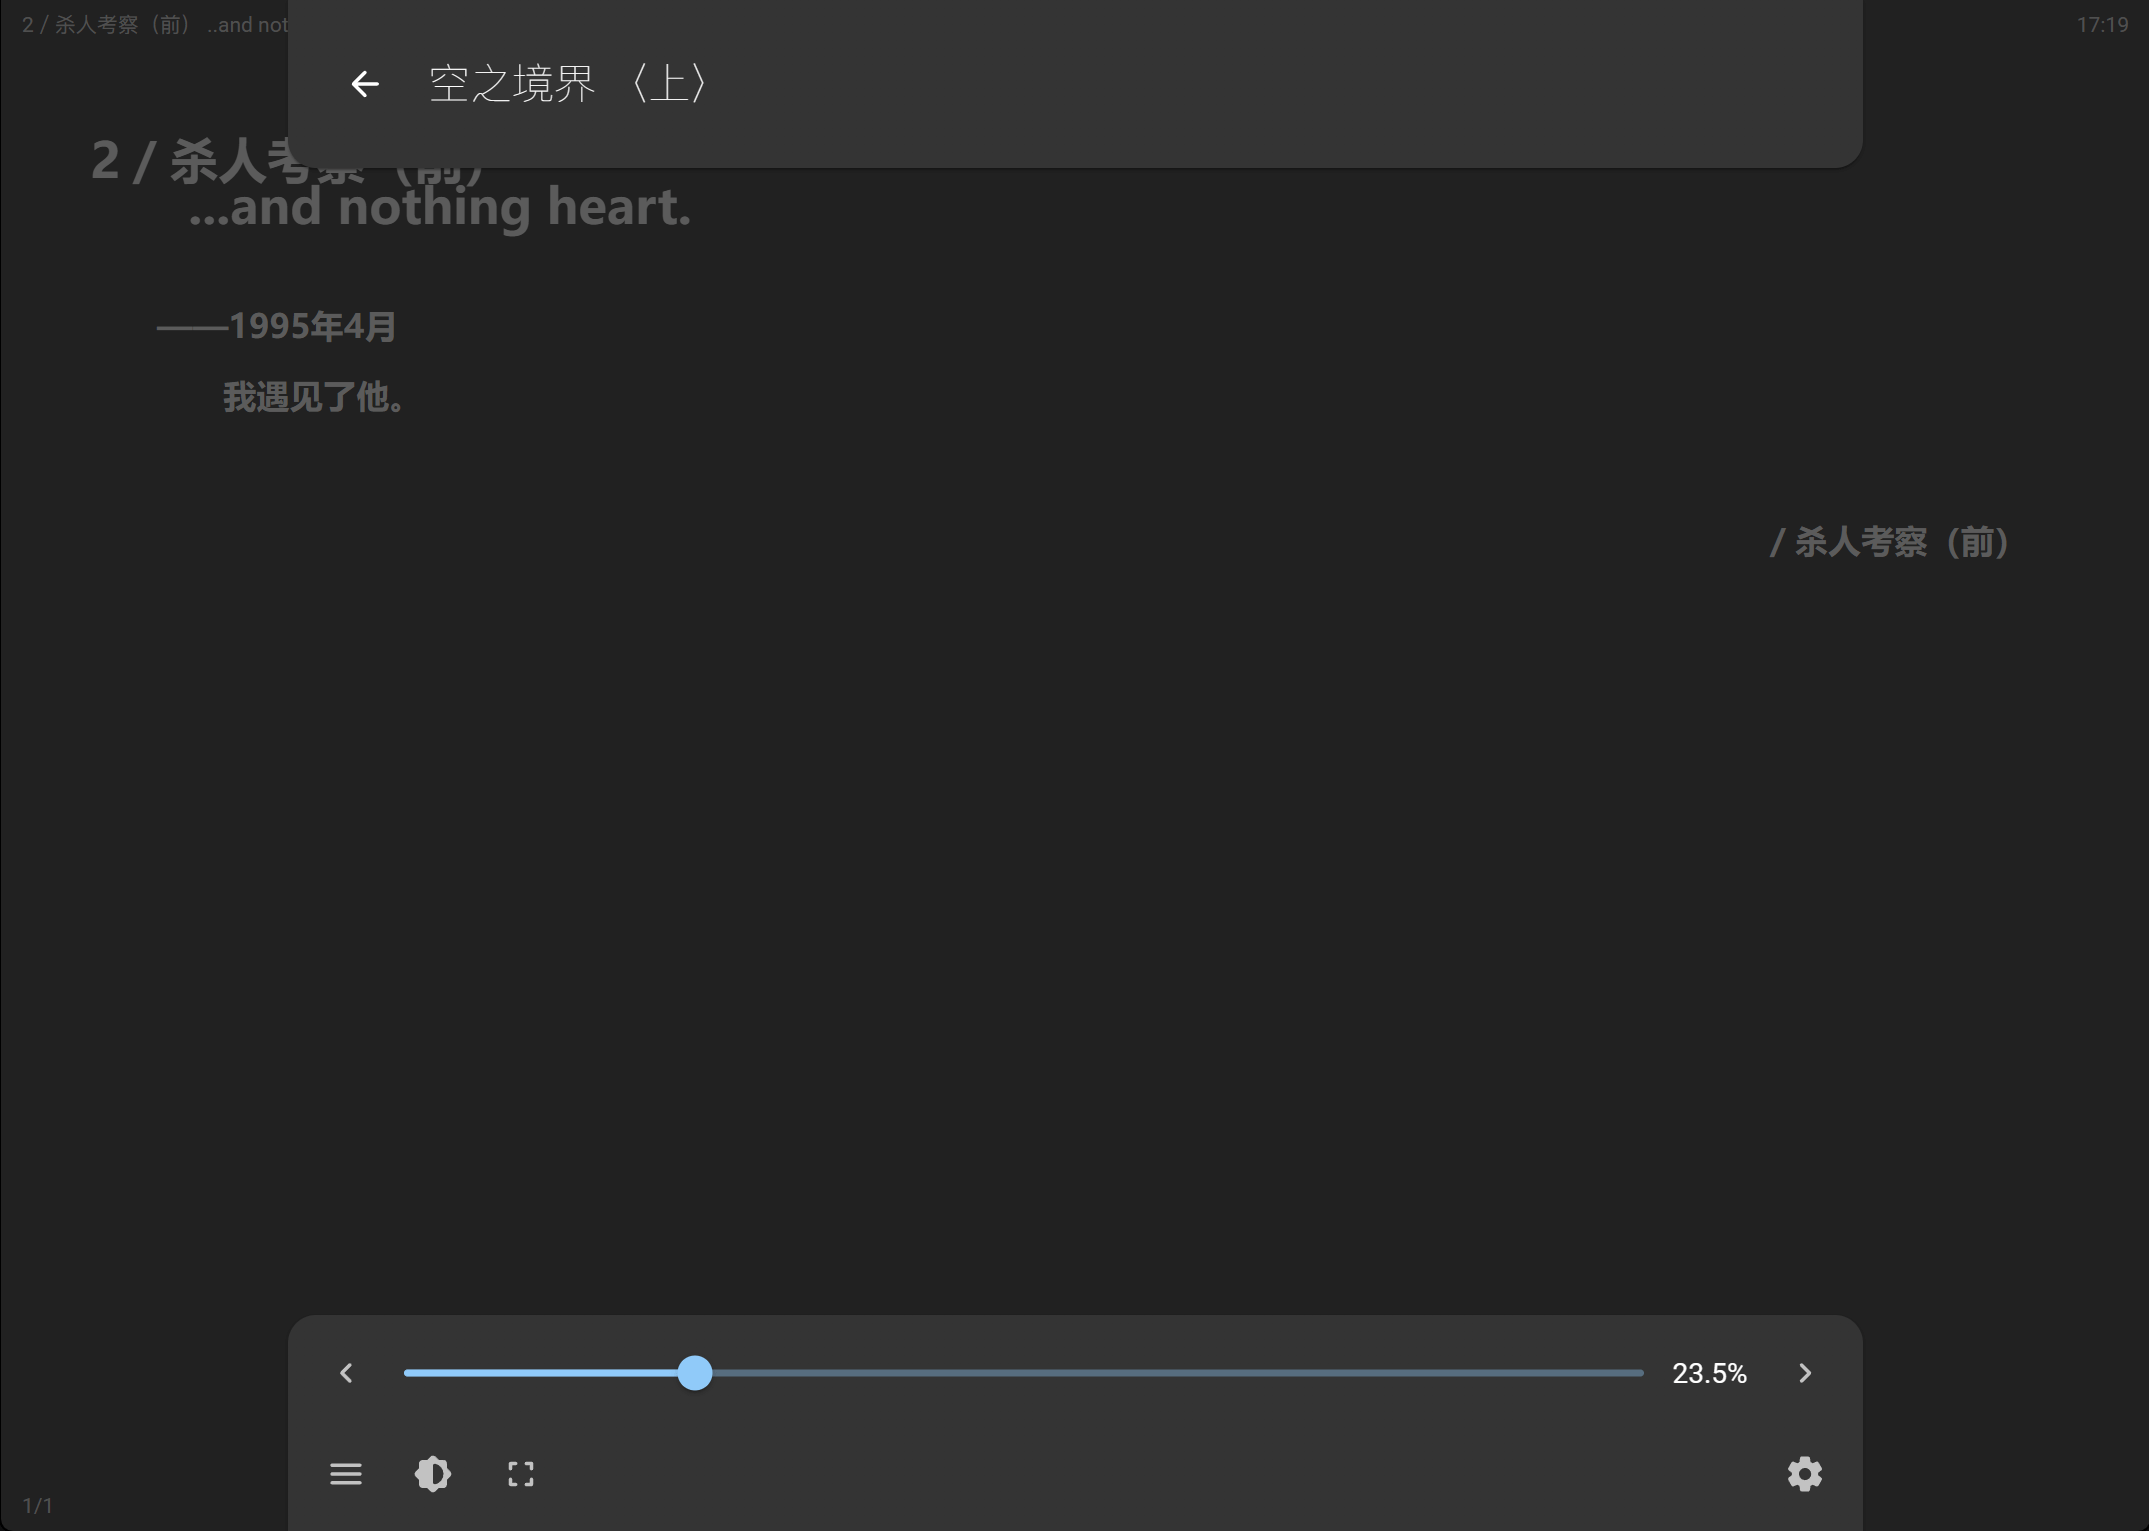 2 / 杀人考察（前） ..and not
17:19
空之境界 〈上〉
2 / 杀人考察（前）
...and nothing heart.
——1995年4月
我遇见了他。
/ 杀人考察（前）
23.5%
1/1